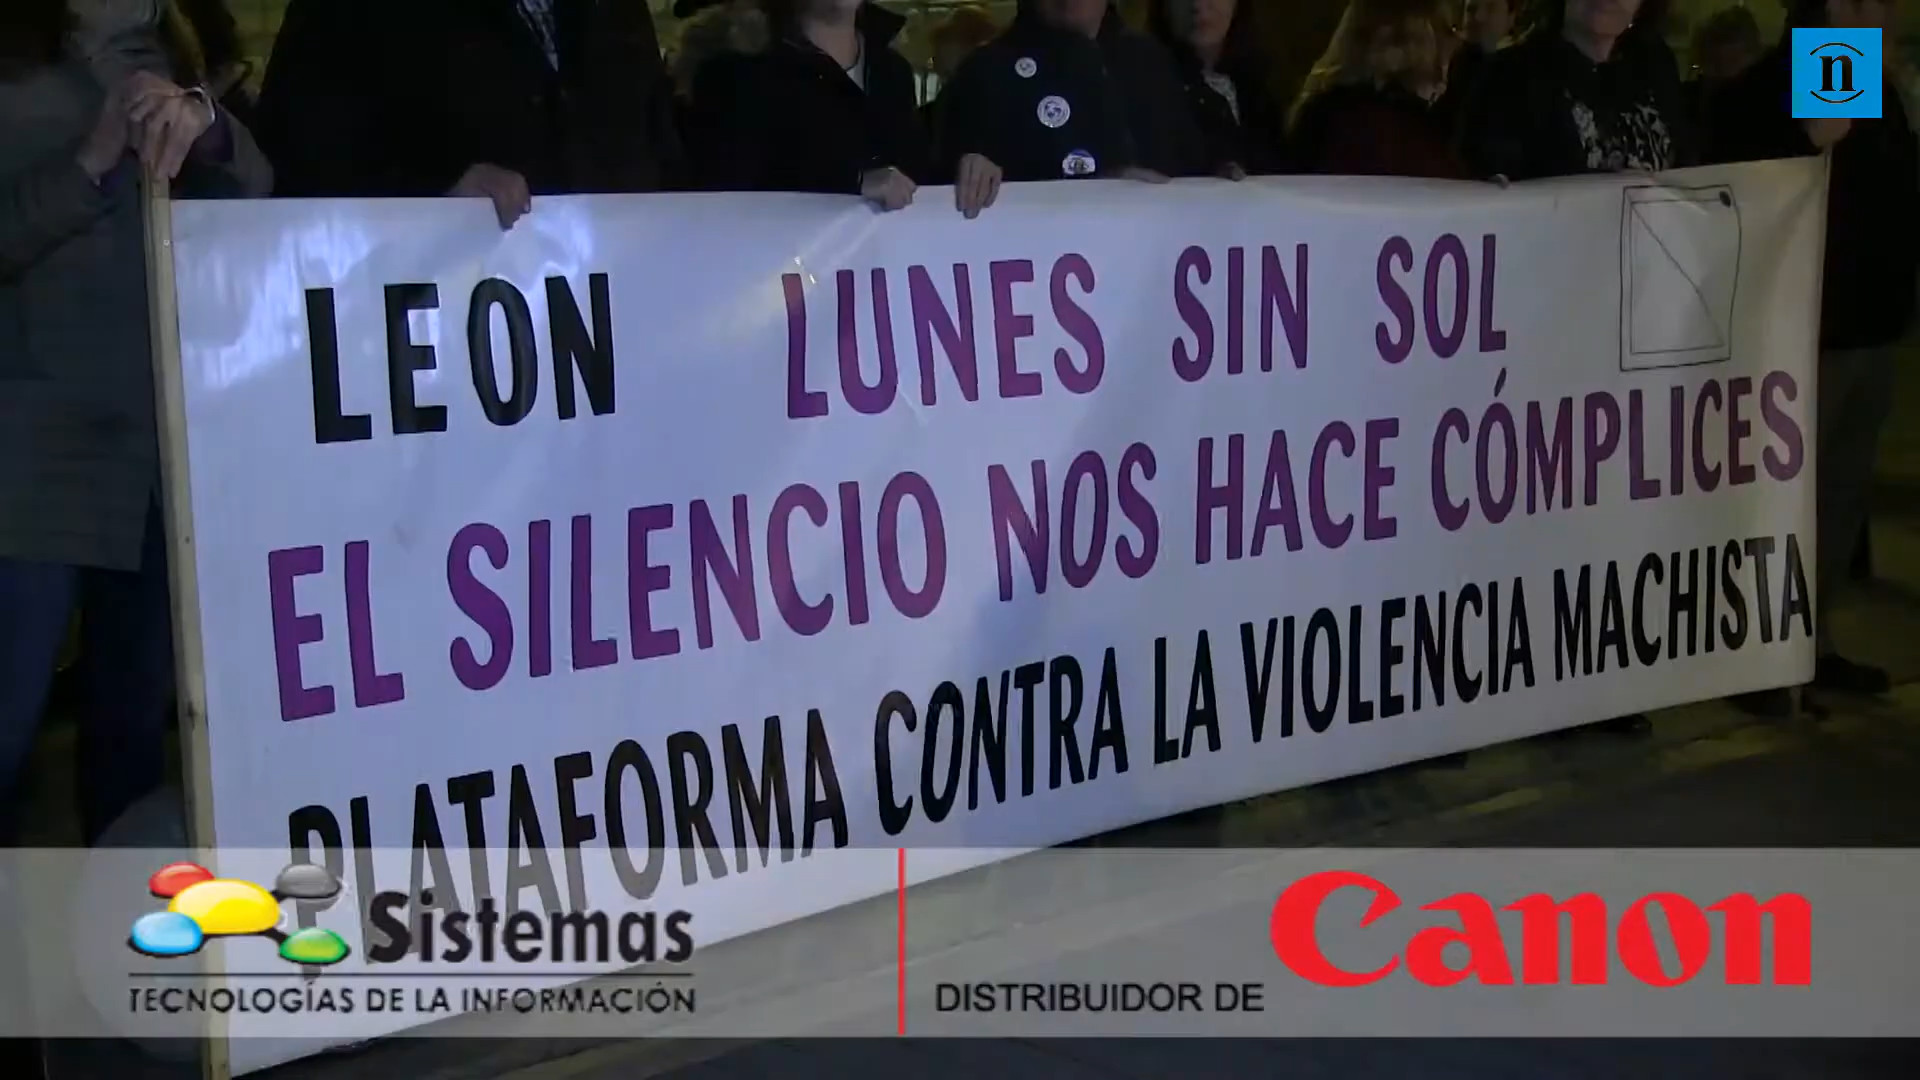 n
LEON LUNES SIN SOL
EL SILENCIO NOS HACE CÓMPLICES
PLATAFORMA CONTRA LA VIOLENCIA MACHISTA
Sistemas
TECNOLOGÍAS DE LA INFORMACIÓN
DISTRIBUIDOR DE Canon